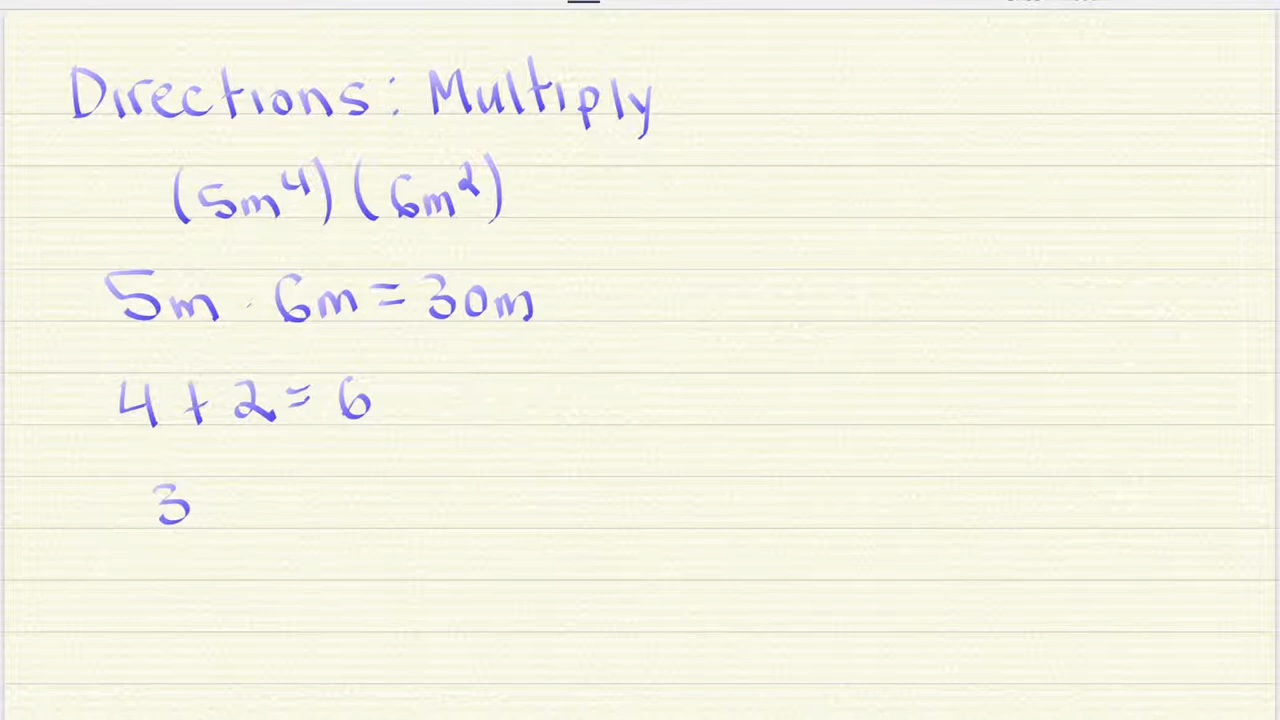 Directions: Multiply
(5m⁴)(6m²)
5m · 6m = 30m
4 + 2 = 6
3